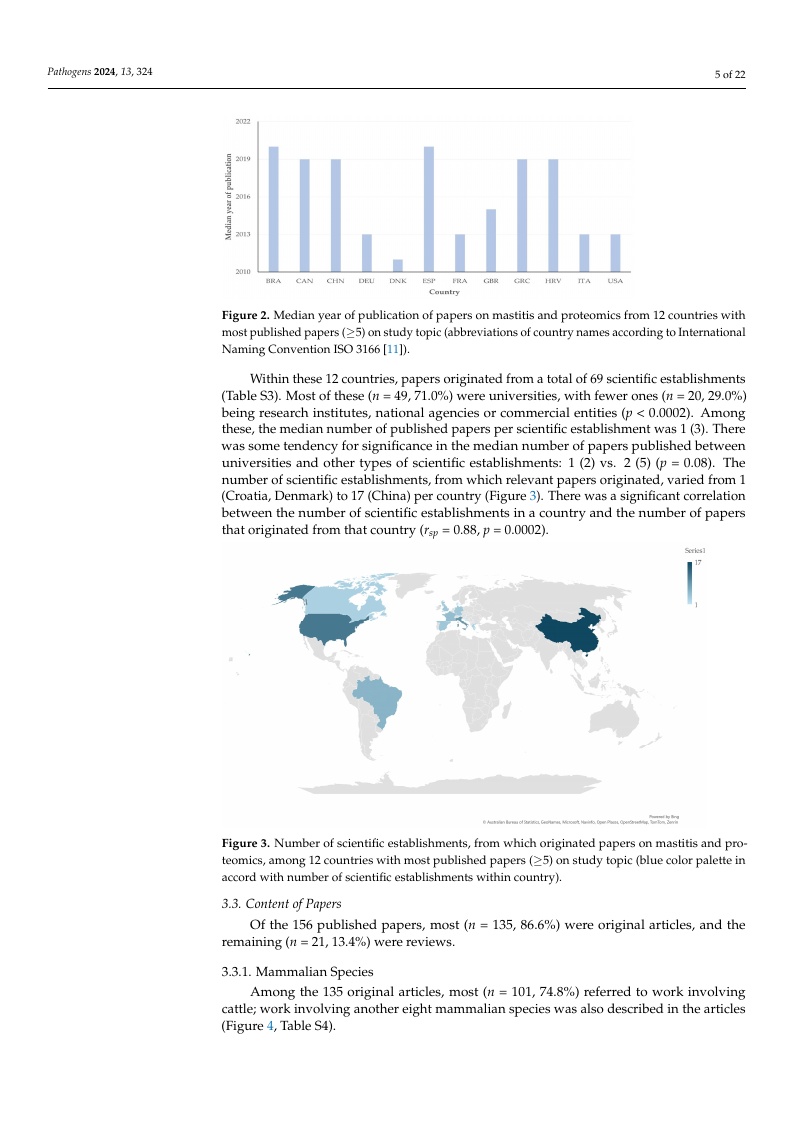 Pathogens 2024, 13, 324
5 of 22
2022
2019
2016
2013
2010
Median year of publication
BRA CAN CHN DEU DNK ESP FRA GBR GRC HRV ITA USA
Country
Figure 2. Median year of publication of papers on mastitis and proteomics from 12 countries with
most published papers (≥5) on study topic (abbreviations of country names according to International
Naming Convention ISO 3166 [11]).
Within these 12 countries, papers originated from a total of 69 scientific establishments
(Table S3). Most of these (n = 49, 71.0%) were universities, with fewer ones (n = 20, 29.0%)
being research institutes, national agencies or commercial entities (p < 0.0002). Among
these, the median number of published papers per scientific establishment was 1 (3). There
was some tendency for significance in the median number of papers published between
universities and other types of scientific establishments: 1 (2) vs. 2 (5) (p = 0.08). The
number of scientific establishments, from which relevant papers originated, varied from 1
(Croatia, Denmark) to 17 (China) per country (Figure 3). There was a significant correlation
between the number of scientific establishments in a country and the number of papers
that originated from that country (rsp = 0.88, p = 0.0002).
Series1
17
1
Powered by Bing
© Australian Bureau of Statistics, GeoNames, Microsoft, Navinfo, Open Places, OpenStreetMap, TomTom, Zenrin
Figure 3. Number of scientific establishments, from which originated papers on mastitis and pro-
teomics, among 12 countries with most published papers (≥5) on study topic (blue color palette in
accord with number of scientific establishments within country).
3.3. Content of Papers
Of the 156 published papers, most (n = 135, 86.6%) were original articles, and the
remaining (n = 21, 13.4%) were reviews.
3.3.1. Mammalian Species
Among the 135 original articles, most (n = 101, 74.8%) referred to work involving
cattle; work involving another eight mammalian species was also described in the articles
(Figure 4, Table S4).